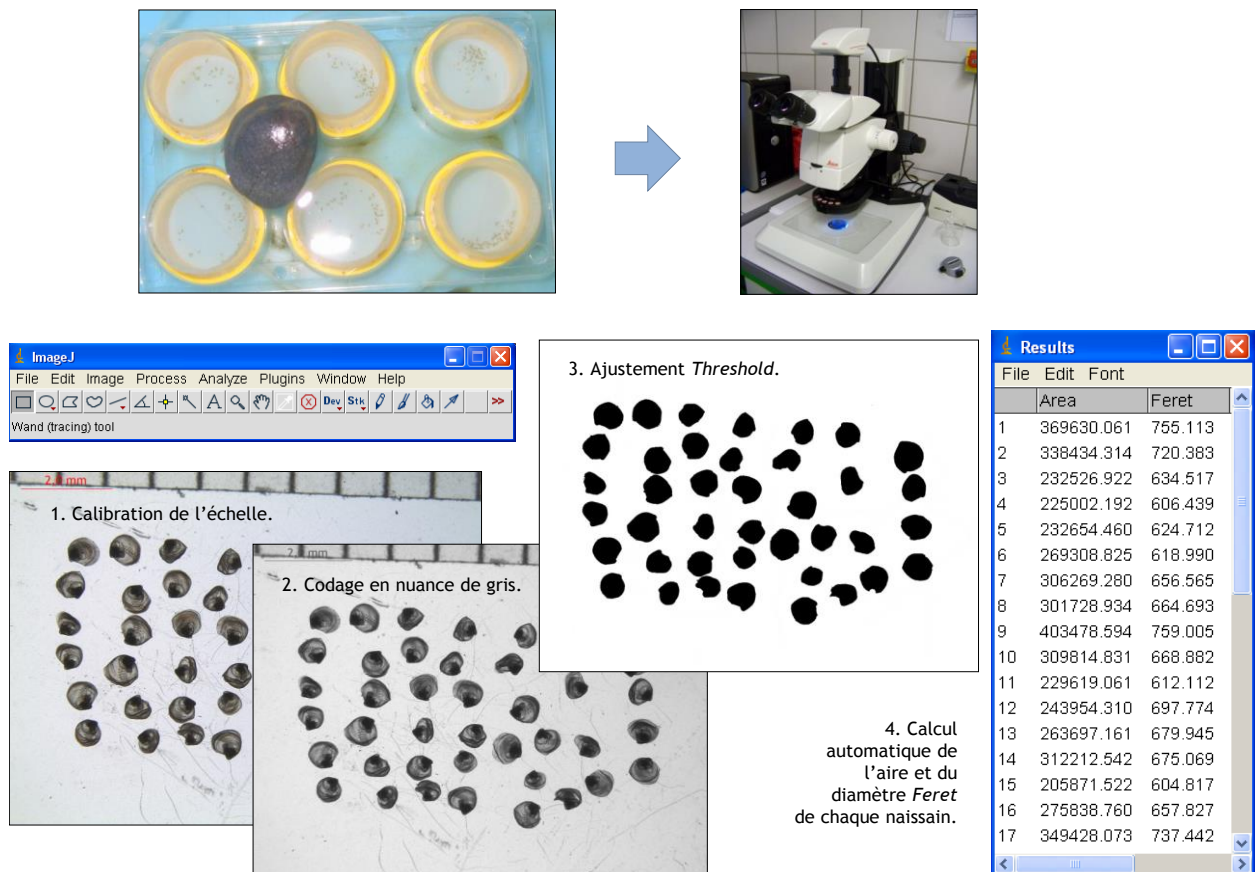 ImageJ
File Edit Image Process Analyze Plugins Window Help
Dev Stk >>
Wand (tracing) tool
2.0 mm
1. Calibration de l’échelle.
2. Codage en nuance de gris.
3. Ajustement Threshold.
4. Calcul
automatique de
l’aire et du
diamètre Feret
de chaque naissain.
Results
File Edit Font
Area Feret
1 369630.061 755.113
2 338434.314 720.383
3 232526.922 634.517
4 225002.192 606.439
5 232654.460 624.712
6 269308.825 618.990
7 306269.280 656.565
8 301728.934 664.693
9 403478.594 759.005
10 309814.831 668.882
11 229619.061 612.112
12 243954.310 697.774
13 263697.161 679.945
14 312212.542 675.069
15 205871.522 604.817
16 275838.760 657.827
17 349428.073 737.442